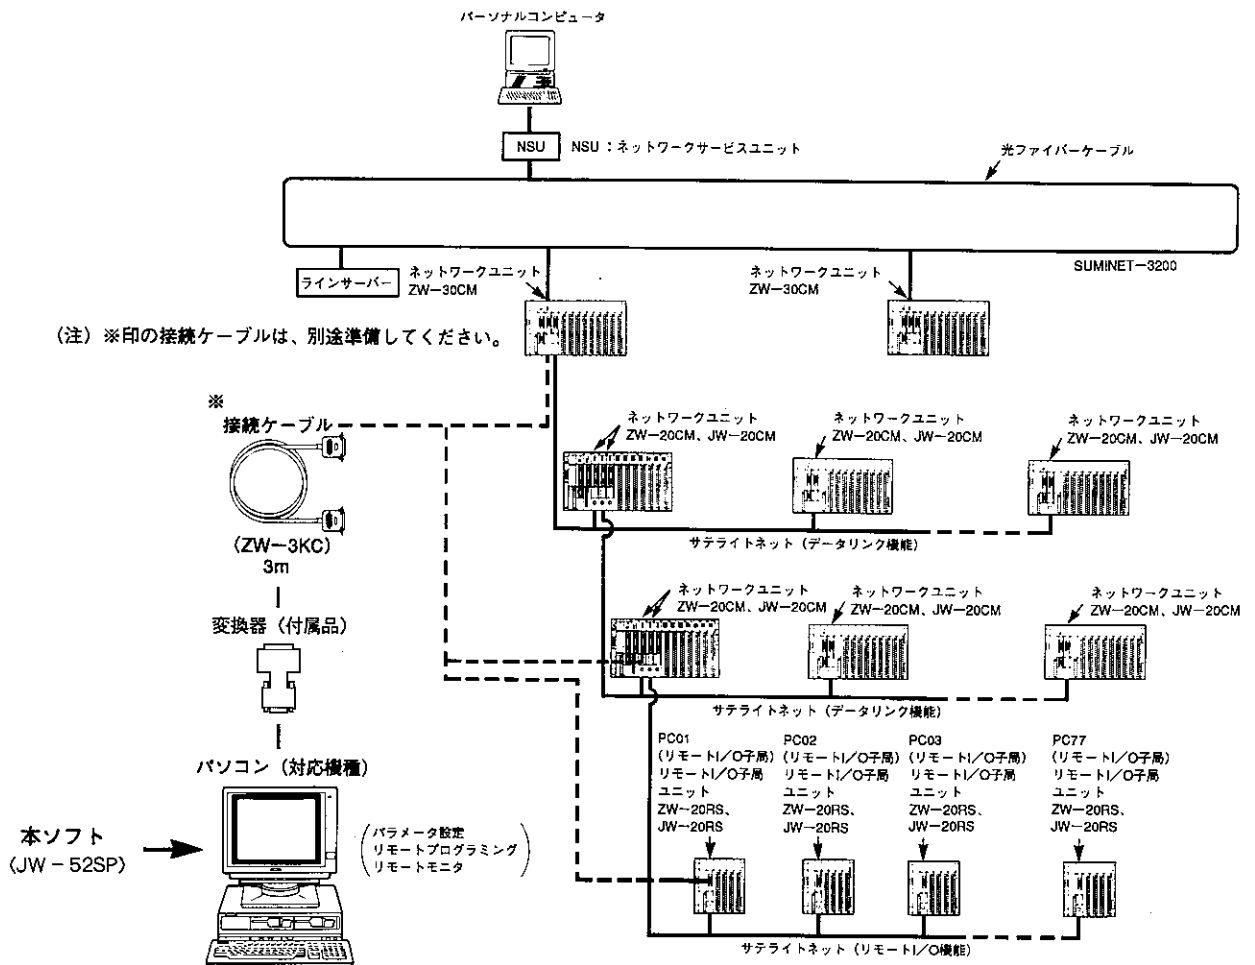 パーソナルコンピュータ
NSU
NSU：ネットワークサービスユニット
光ファイバーケーブル
SUMINET－3200
ラインサーバー
ネットワークユニット
ZW－30CM
ネットワークユニット
ZW－30CM
（注）※印の接続ケーブルは、別途準備してください。
※
接続ケーブル
(ZW－3KC)
3m
ネットワークユニット
ZW－20CM、JW－20CM
ネットワークユニット
ZW－20CM、JW－20CM
ネットワークユニット
ZW－20CM、JW－20CM
サテライトネット（データリンク機能）
変換器（付属品）
ネットワークユニット
ZW－20CM、JW－20CM
ネットワークユニット
ZW－20CM、JW－20CM
ネットワークユニット
ZW－20CM、JW－20CM
サテライトネット（データリンク機能）
パソコン（対応機種）
本ソフト
(JW－52SP)
パラメータ設定
リモートプログラミング
リモートモニタ
PC01
（リモートI／O子局）
リモートI／O子局
ユニット
ZW－20RS、
JW－20RS
PC02
（リモートI／O子局）
リモートI／O子局
ユニット
ZW－20RS、
JW－20RS
PC03
（リモートI／O子局）
リモートI／O子局
ユニット
ZW－20RS、
JW－20RS
PC77
（リモートI／O子局）
リモートI／O子局
ユニット
ZW－20RS、
JW－20RS
サテライトネット（リモートI／O機能）